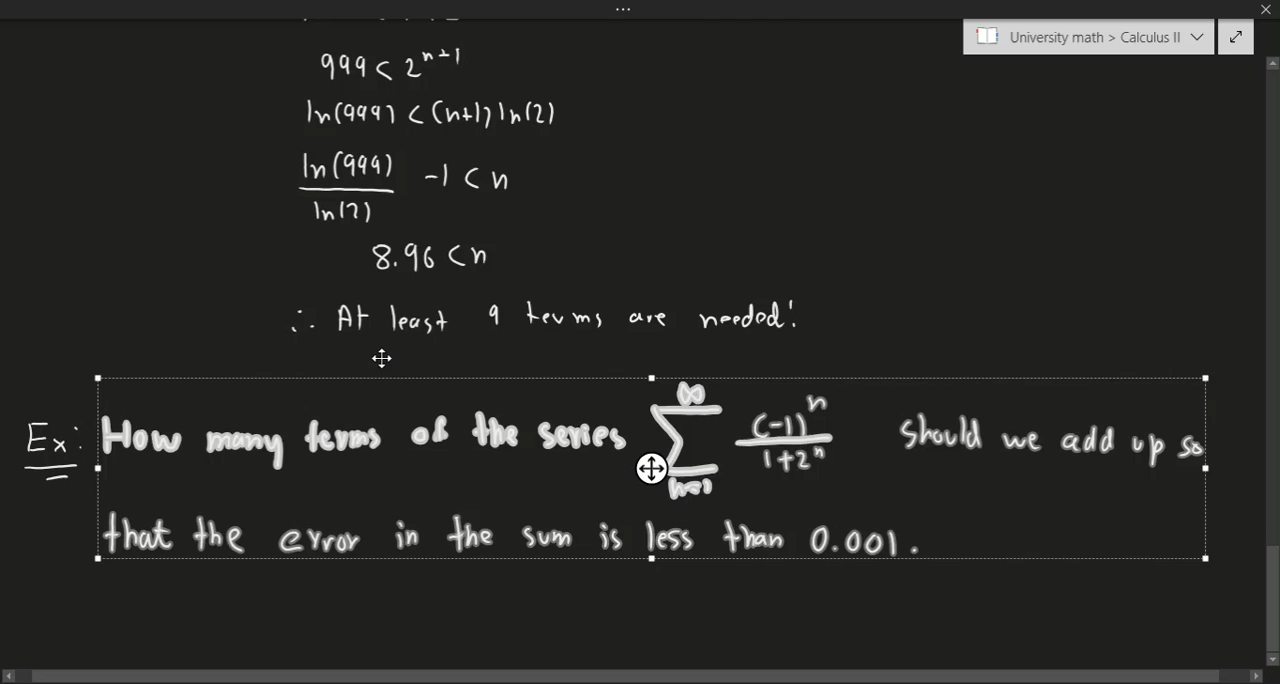 University math > Calculus II
999 < 2^{n+1}
ln(999) < (n+1) ln(2)
ln(999)/ln(2) -1 < n
8.96 < n
∴ At least 9 terms are needed!
Ex: How many terms of the series ∑_{n=1}^{∞} (-1)^n/(1+2^n) should we add up so
that the error in the sum is less than 0.001.